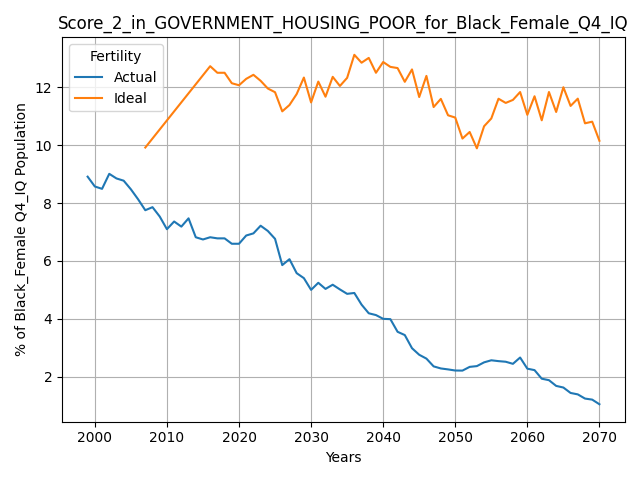 Score_2_in_GOVERNMENT_HOUSING_POOR_for_Black_Female_Q4_IQ
Fertility
Actual
Ideal
% of Black_Female Q4_IQ Population
12
10
8
6
4
2
2000 2010 2020 2030 2040 2050 2060 2070
Years